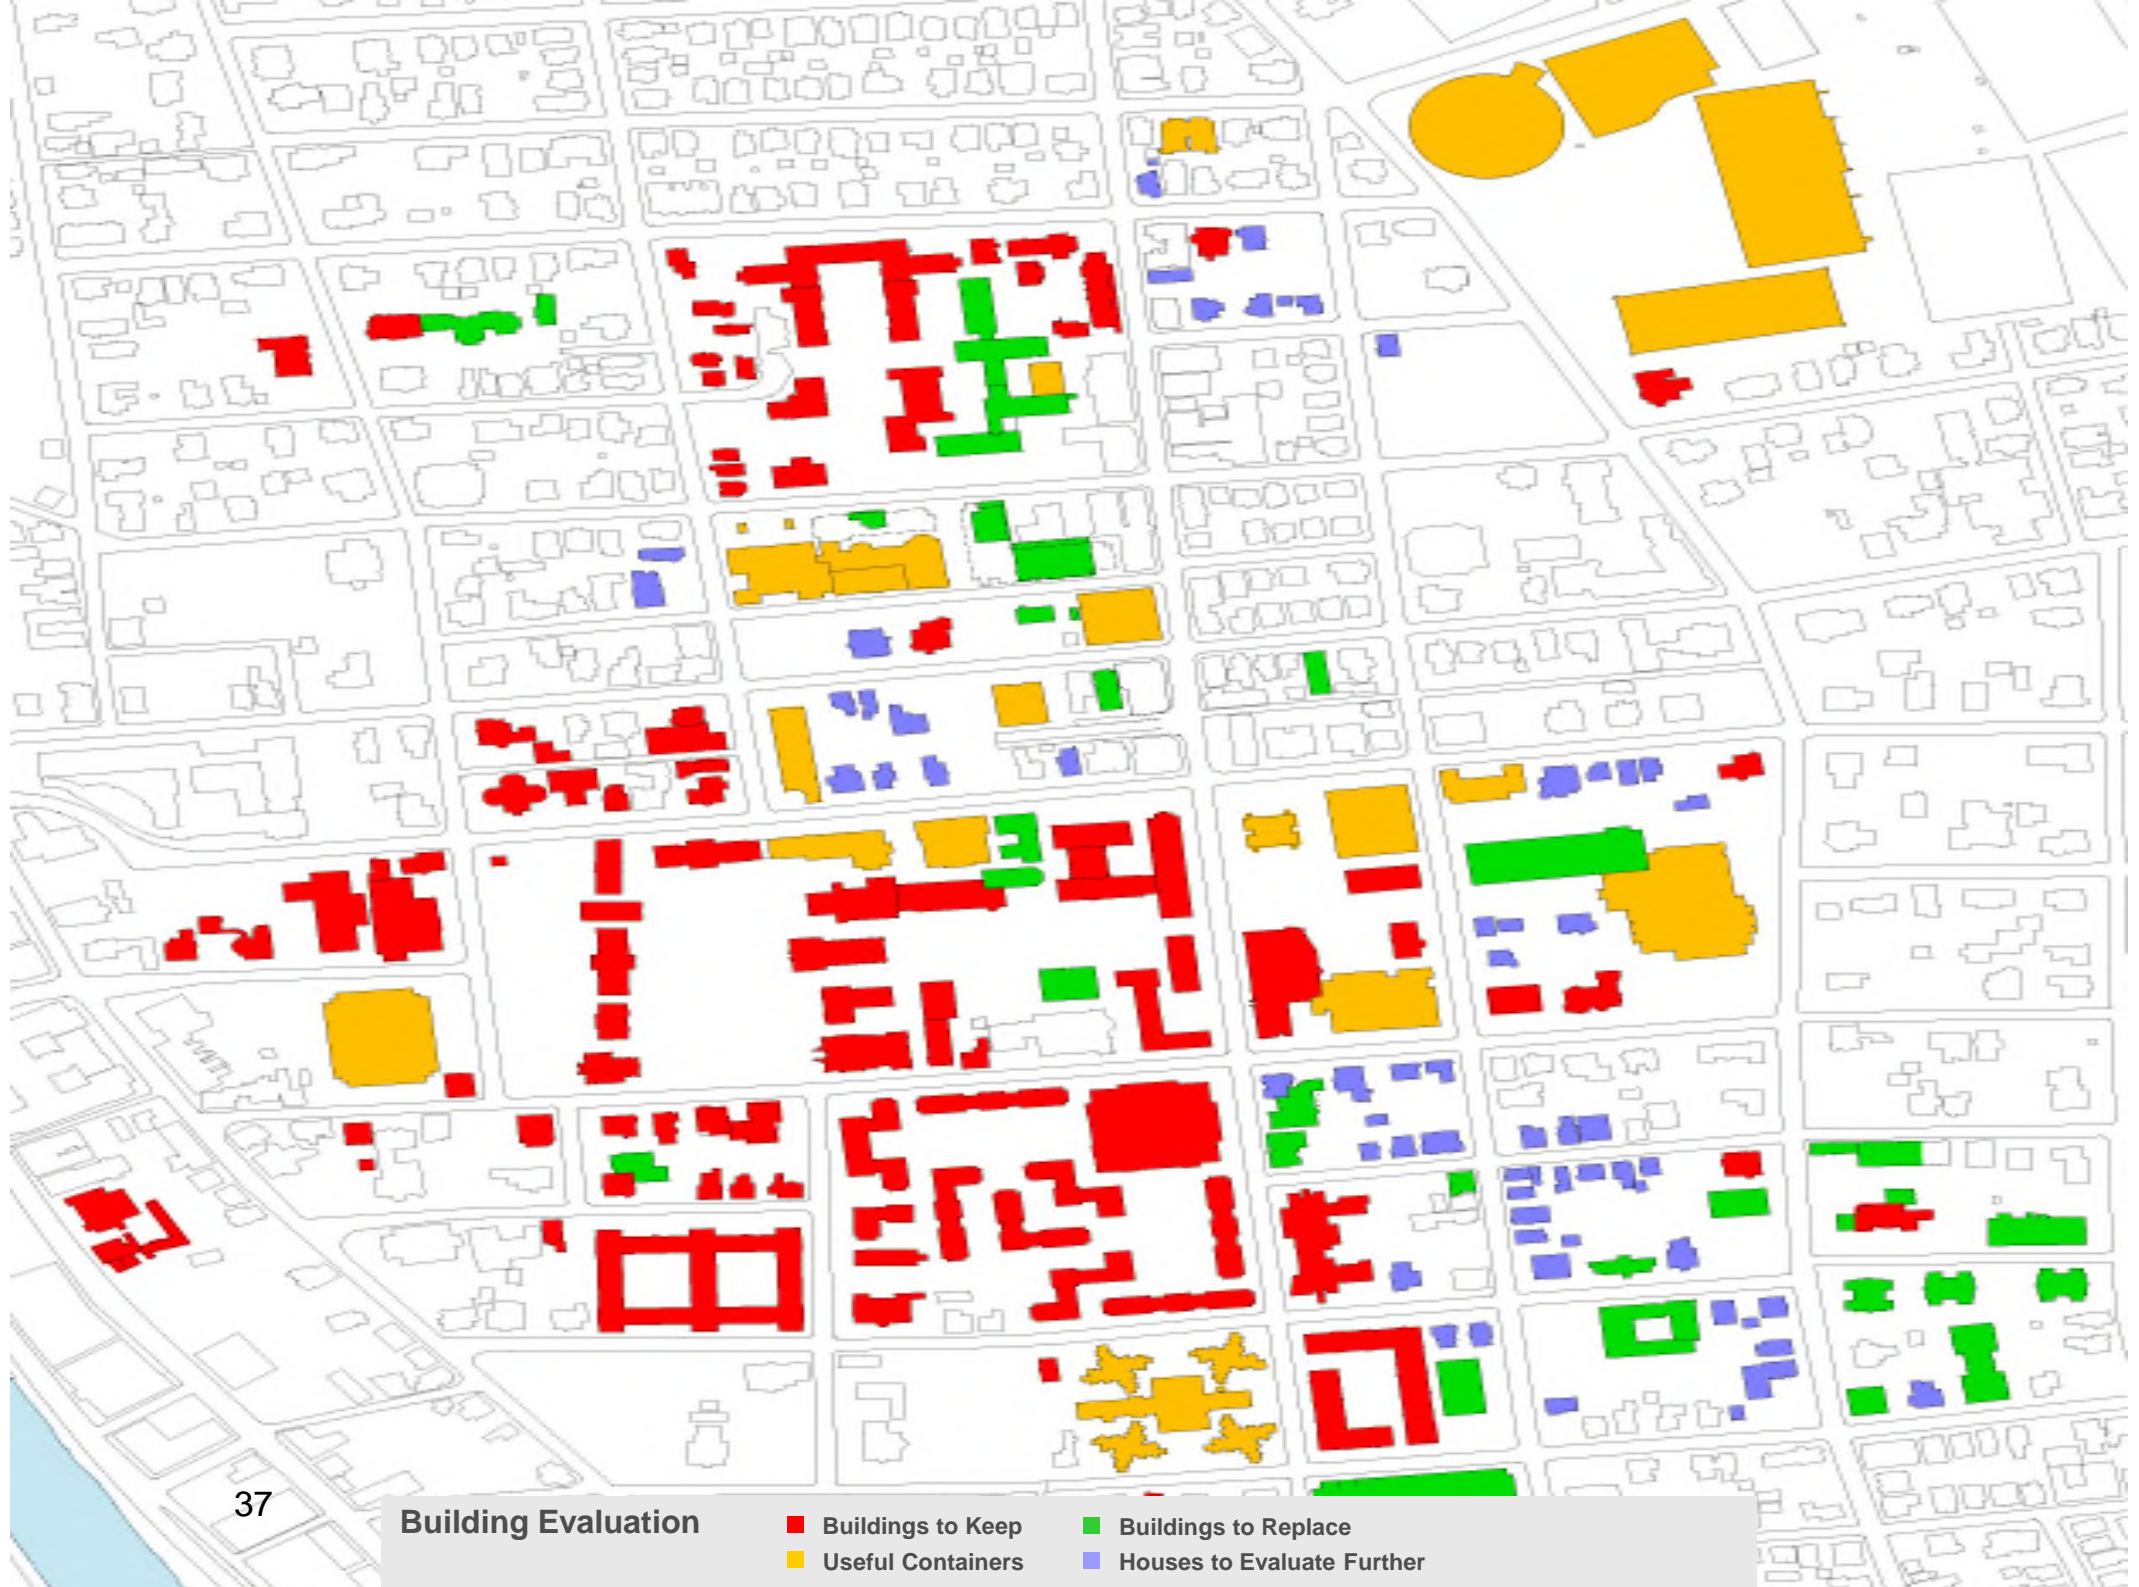 37
Building Evaluation
Buildings to Keep
Buildings to Replace
Useful Containers
Houses to Evaluate Further